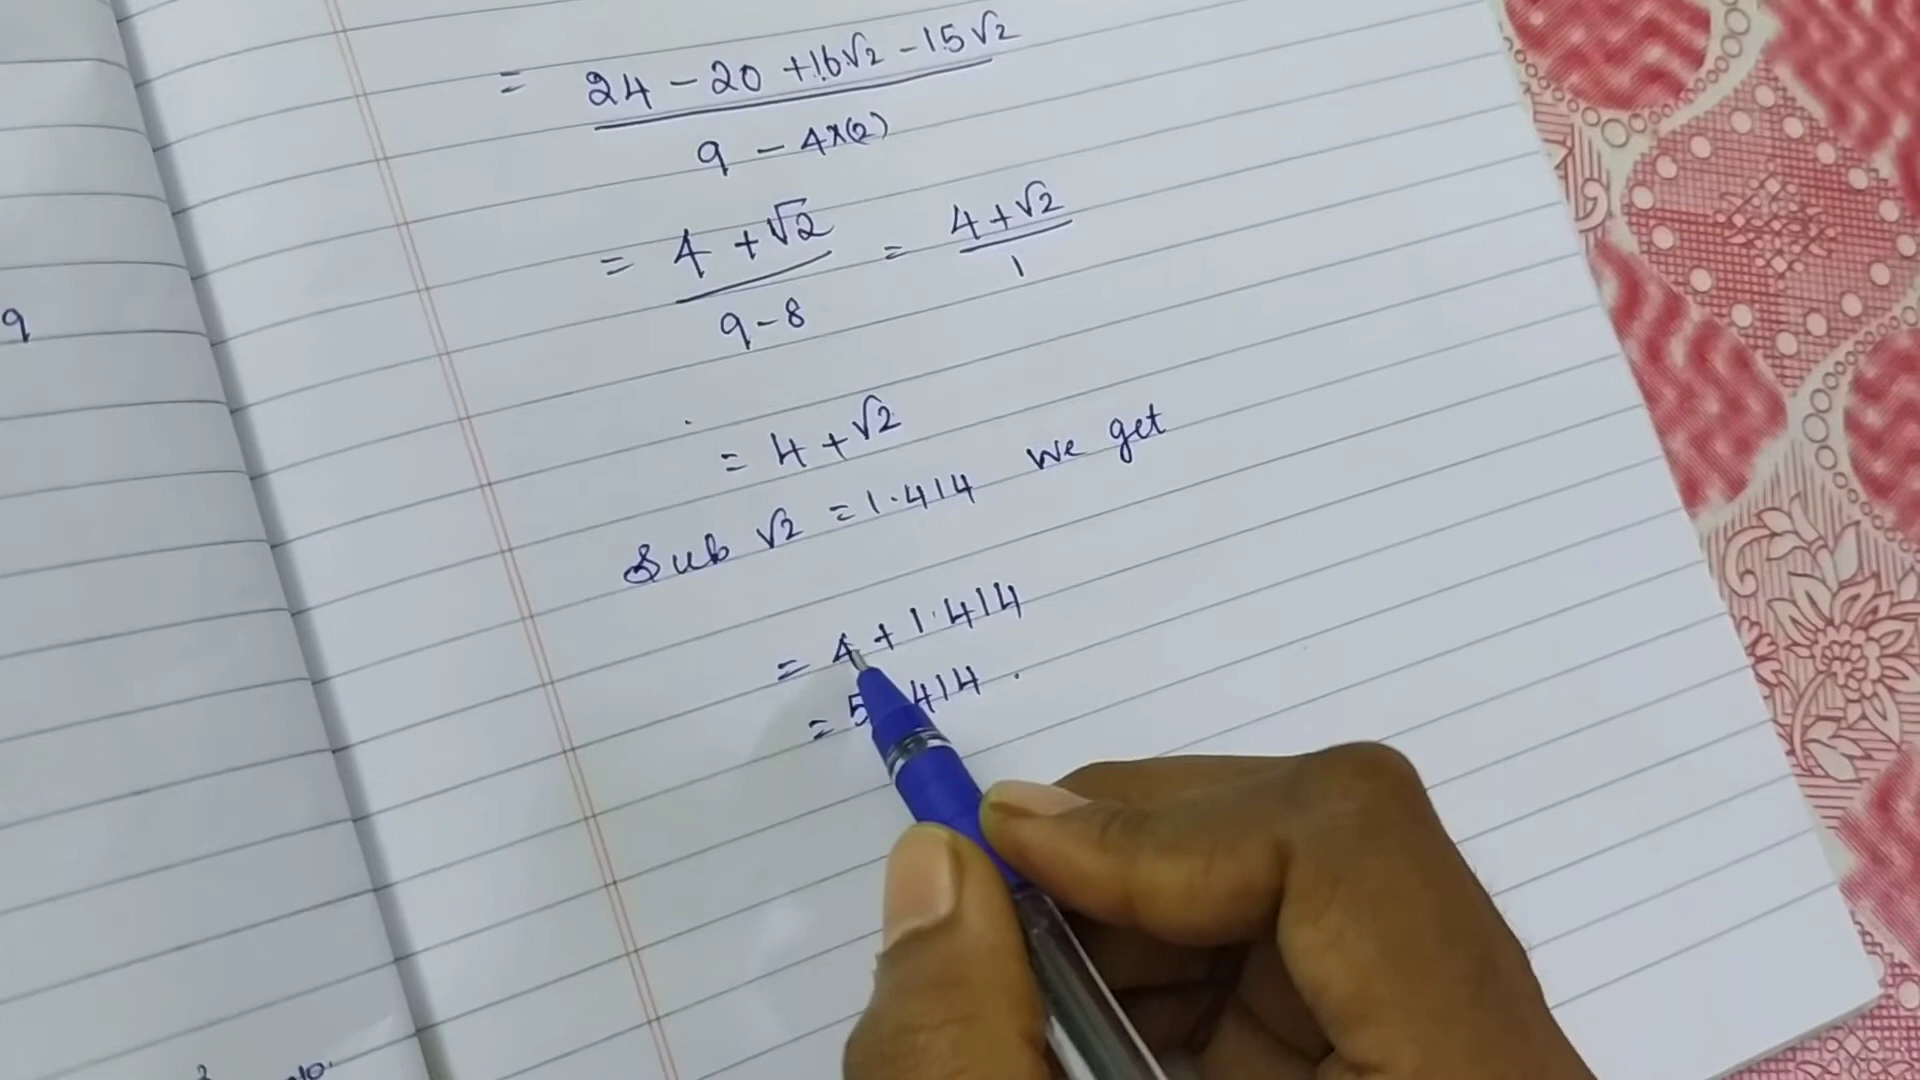 = 24 - 20 + 16√2 - 15√2
9 - 4×(2)
= 4 + √2 = 4 + √2
9 - 8 1
= 4 + √2
Sub √2 = 1.414 we get
= 4 + 1.414
= 5 414 .
9